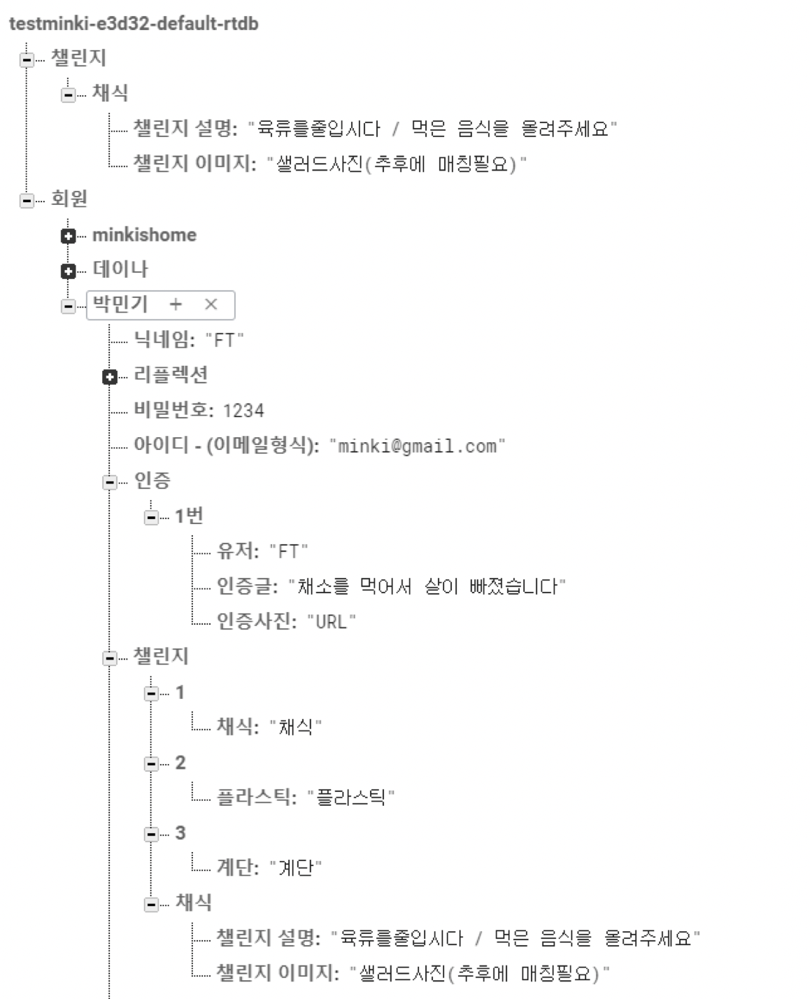 testminki-e3d32-default-rtdb
챌린지
채식
챌린지 설명: "육류를줄입시다 / 먹은 음식을 올려주세요"
챌린지 이미지: "샐러드사진(추후에 매칭필요)"
회원
minkishome
데이나
박민기 + ×
닉네임: "FT"
리플렉션
비밀번호: 1234
아이디 - (이메일형식): "minki@gmail.com"
인증
1번
유저: "FT"
인증글: "채소를 먹어서 살이 빠졌습니다"
인증사진: "URL"
챌린지
1
채식: "채식"
2
플라스틱: "플라스틱"
3
계단: "계단"
채식
챌린지 설명: "육류를줄입시다 / 먹은 음식을 올려주세요"
챌린지 이미지: "샐러드사진(추후에 매칭필요)"